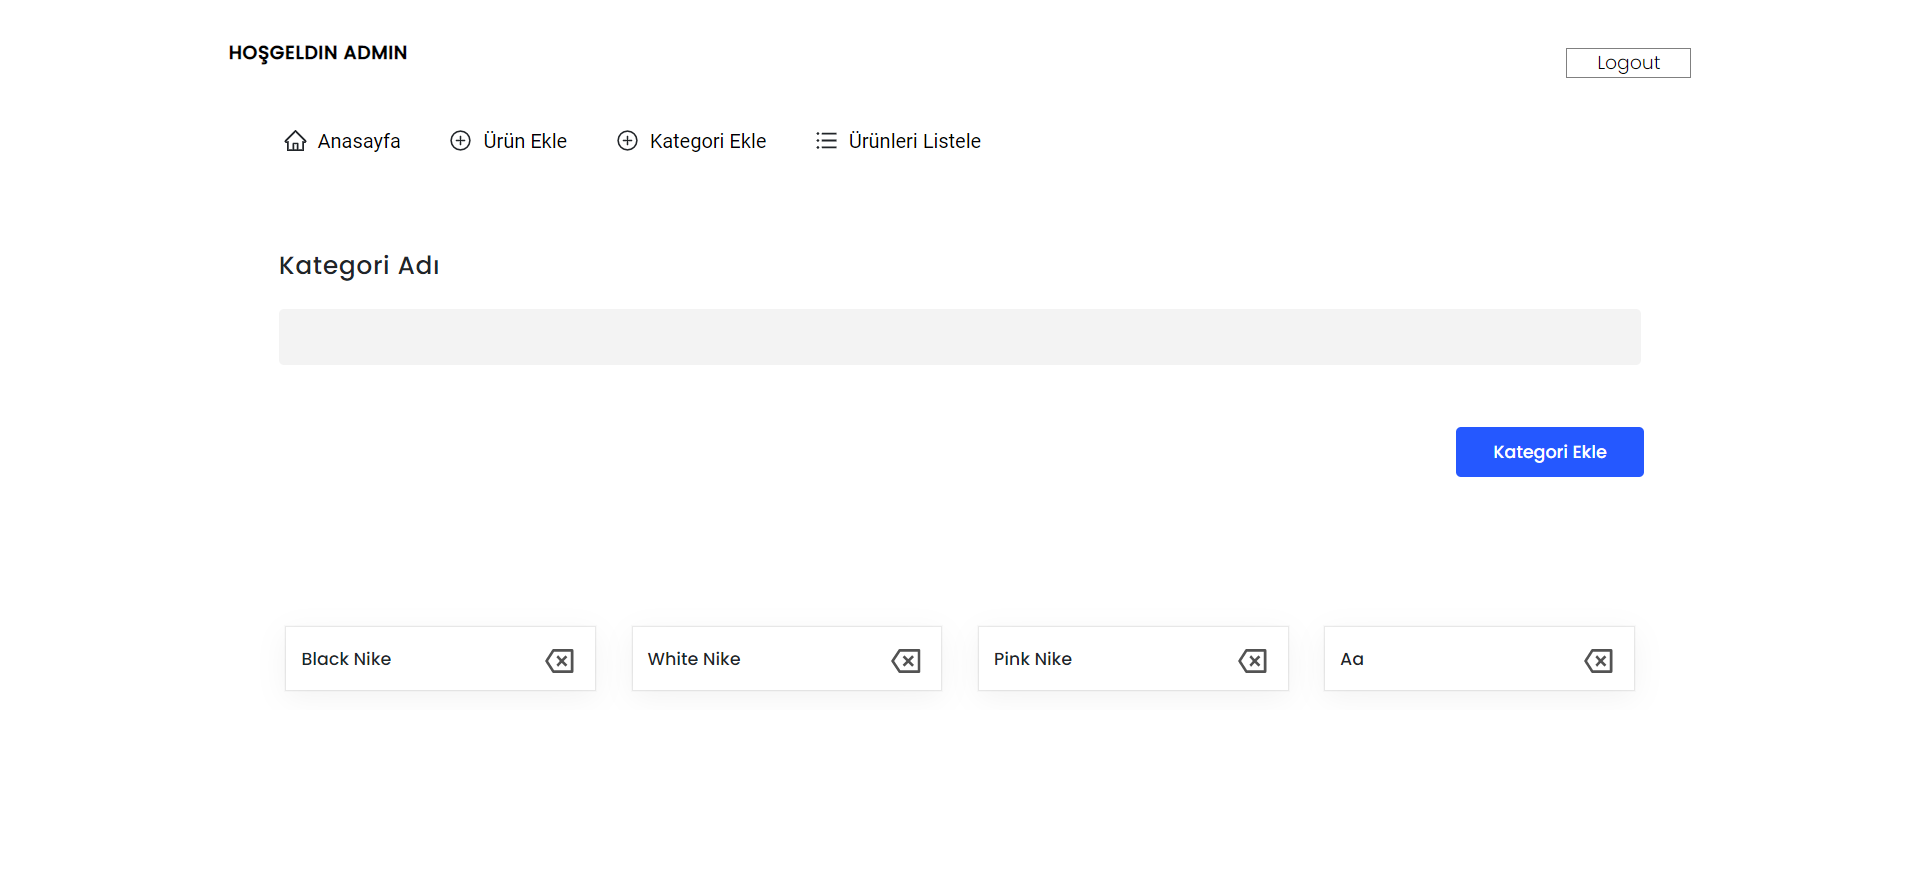 HOŞGELDIN ADMIN
Logout
Anasayfa
Ürün Ekle
Kategori Ekle
Ürünleri Listele
Kategori Adı
Kategori Ekle
Black Nike
White Nike
Pink Nike
Aa